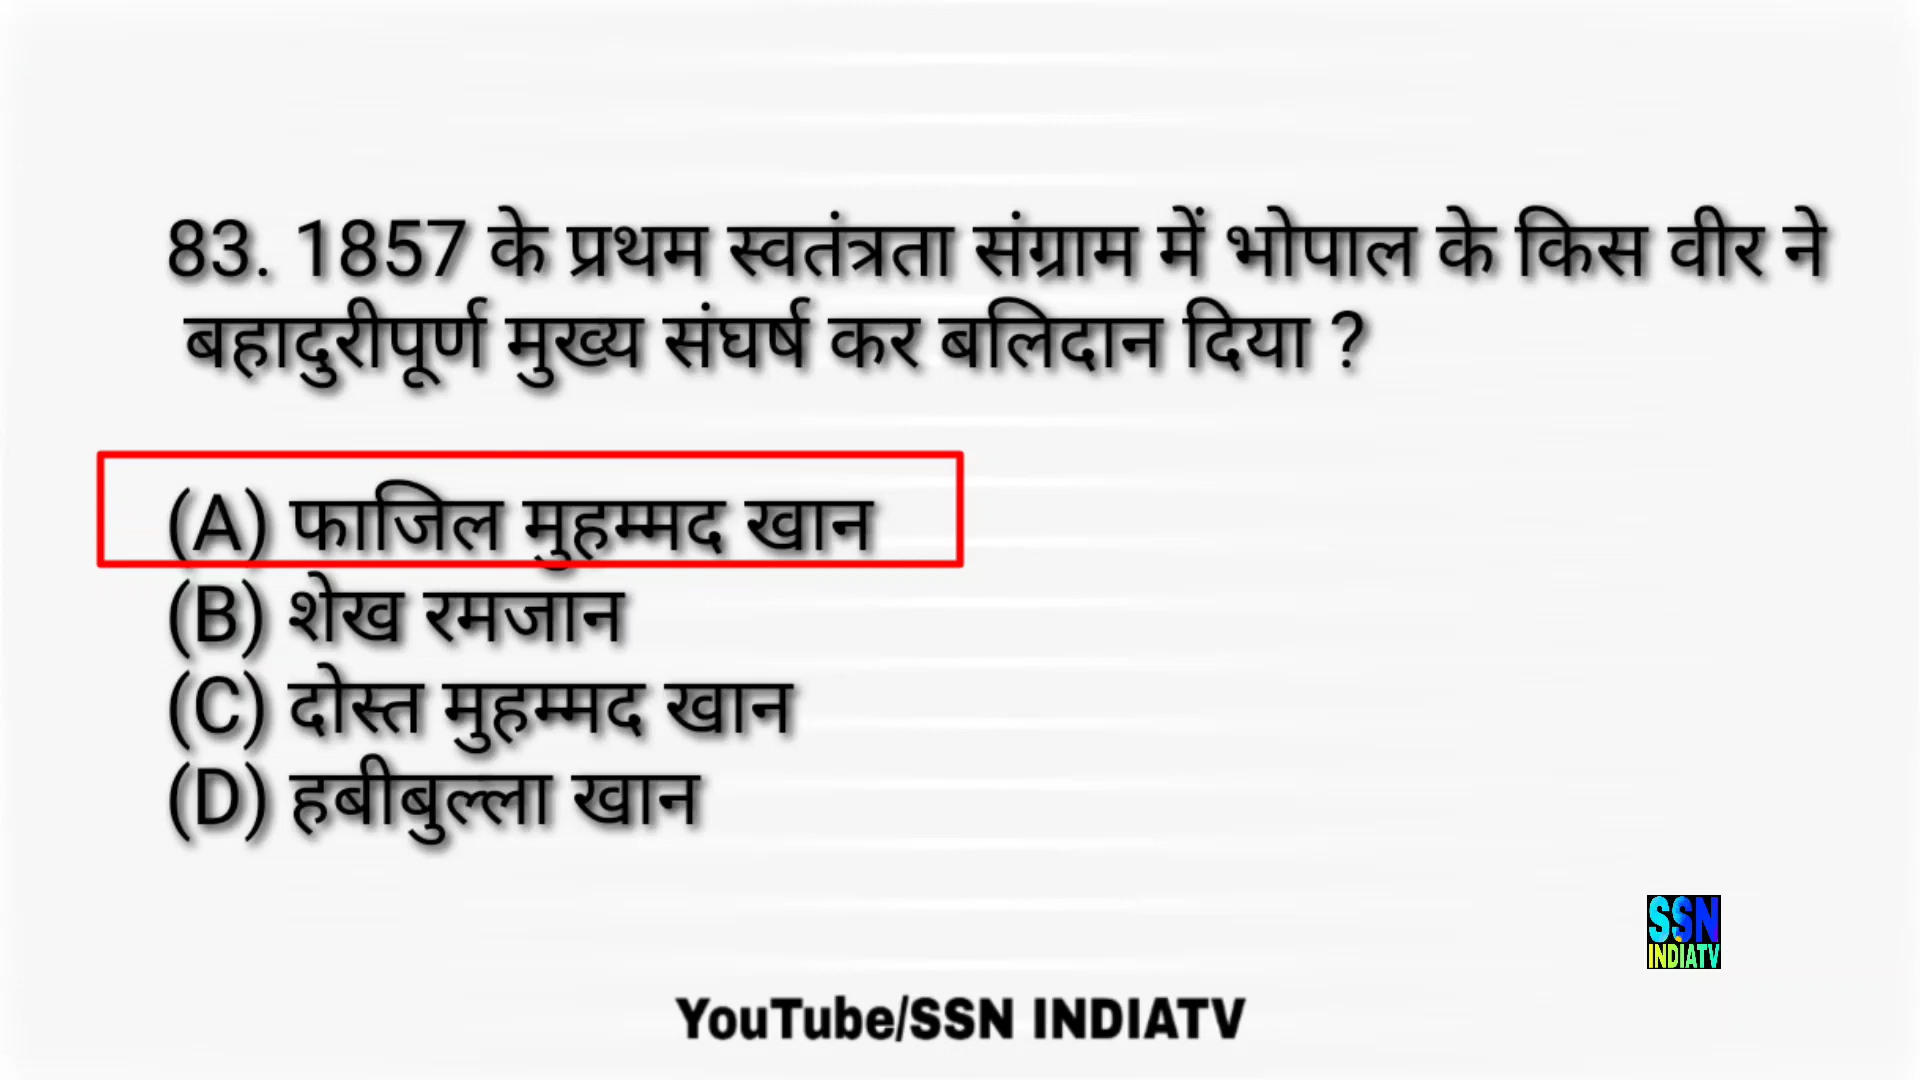 83. 1857 के प्रथम स्वतंत्रता संग्राम में भोपाल के किस वीर ने
बहादुरीपूर्ण मुख्य संघर्ष कर बलिदान दिया ?
(A) फाजिल मुहम्मद खान
(B) शेख रमजान
(C) दोस्त मुहम्मद खान
(D) हबीबुल्ला खान
SSN
INDIATV
YouTube/SSN INDIATV